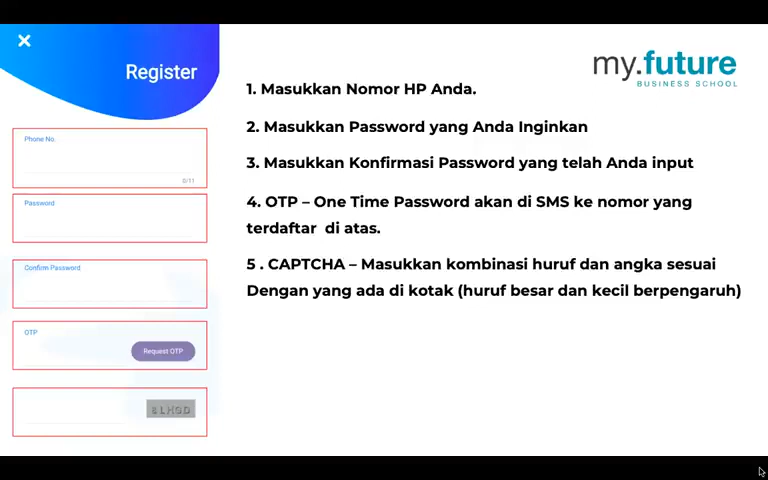 Register
my.future
BUSINESS SCHOOL
1. Masukkan Nomor HP Anda.
2. Masukkan Password yang Anda Inginkan
3. Masukkan Konfirmasi Password yang telah Anda input
4. OTP – One Time Password akan di SMS ke nomor yang
terdaftar di atas.
5 . CAPTCHA – Masukkan kombinasi huruf dan angka sesuai
Dengan yang ada di kotak (huruf besar dan kecil berpengaruh)
Phone No.
0/11
Password
Confirm Password
OTP
Request OTP